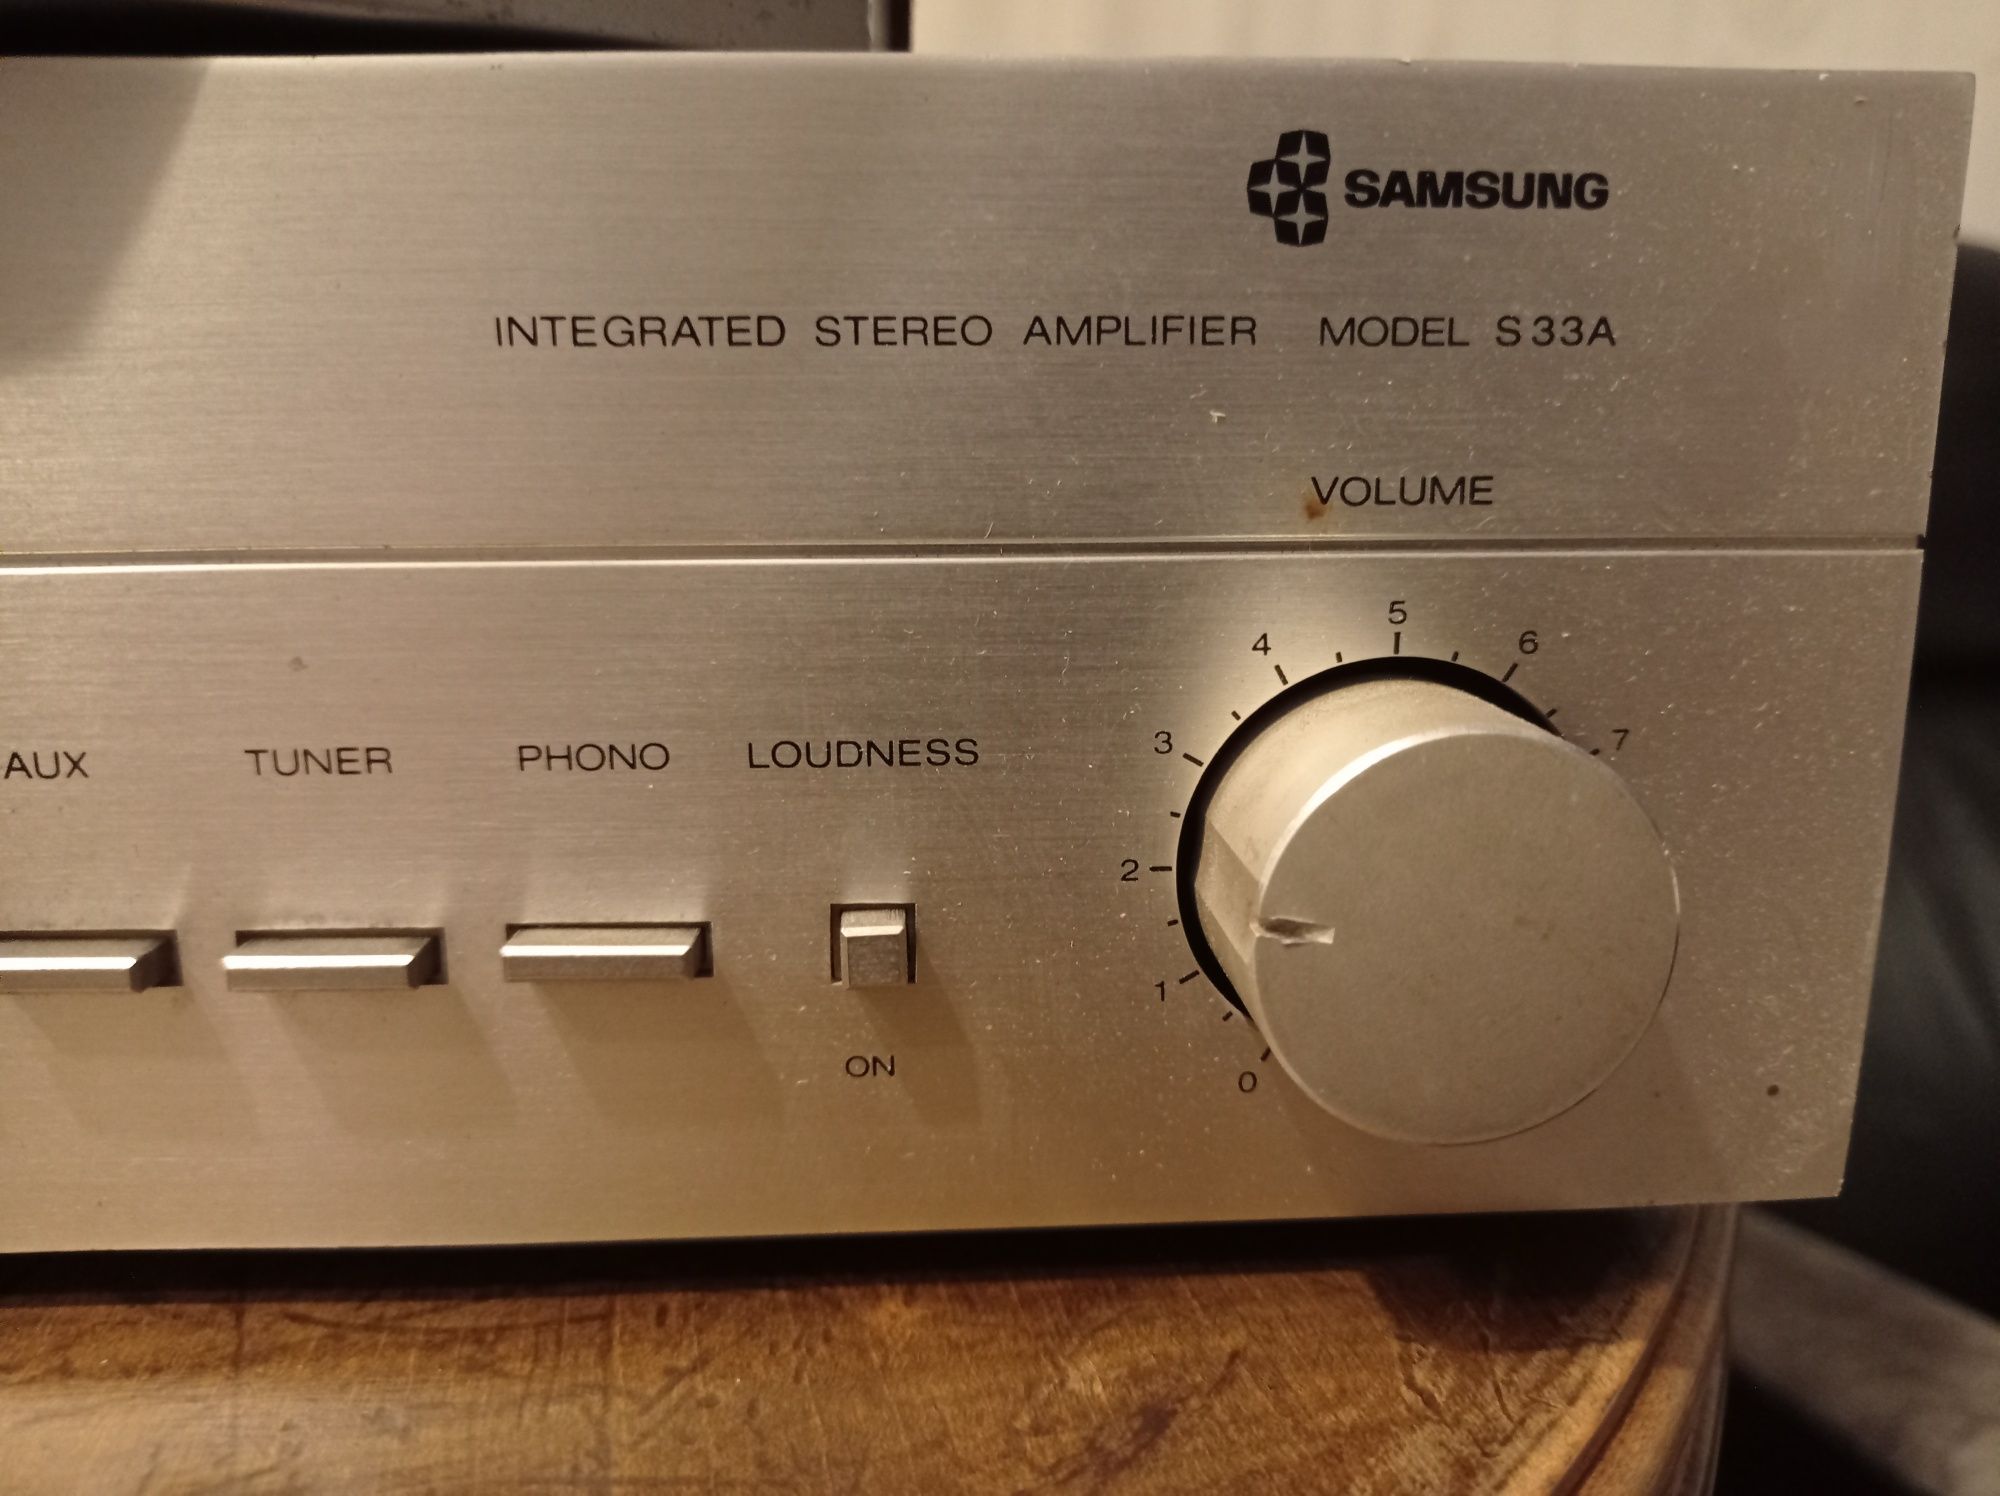 SAMSUNG
INTEGRATED STEREO AMPLIFIER MODEL S33A
VOLUME
AUX TUNER PHONO LOUDNESS
ON
0 1 2 3 4 5 6 7